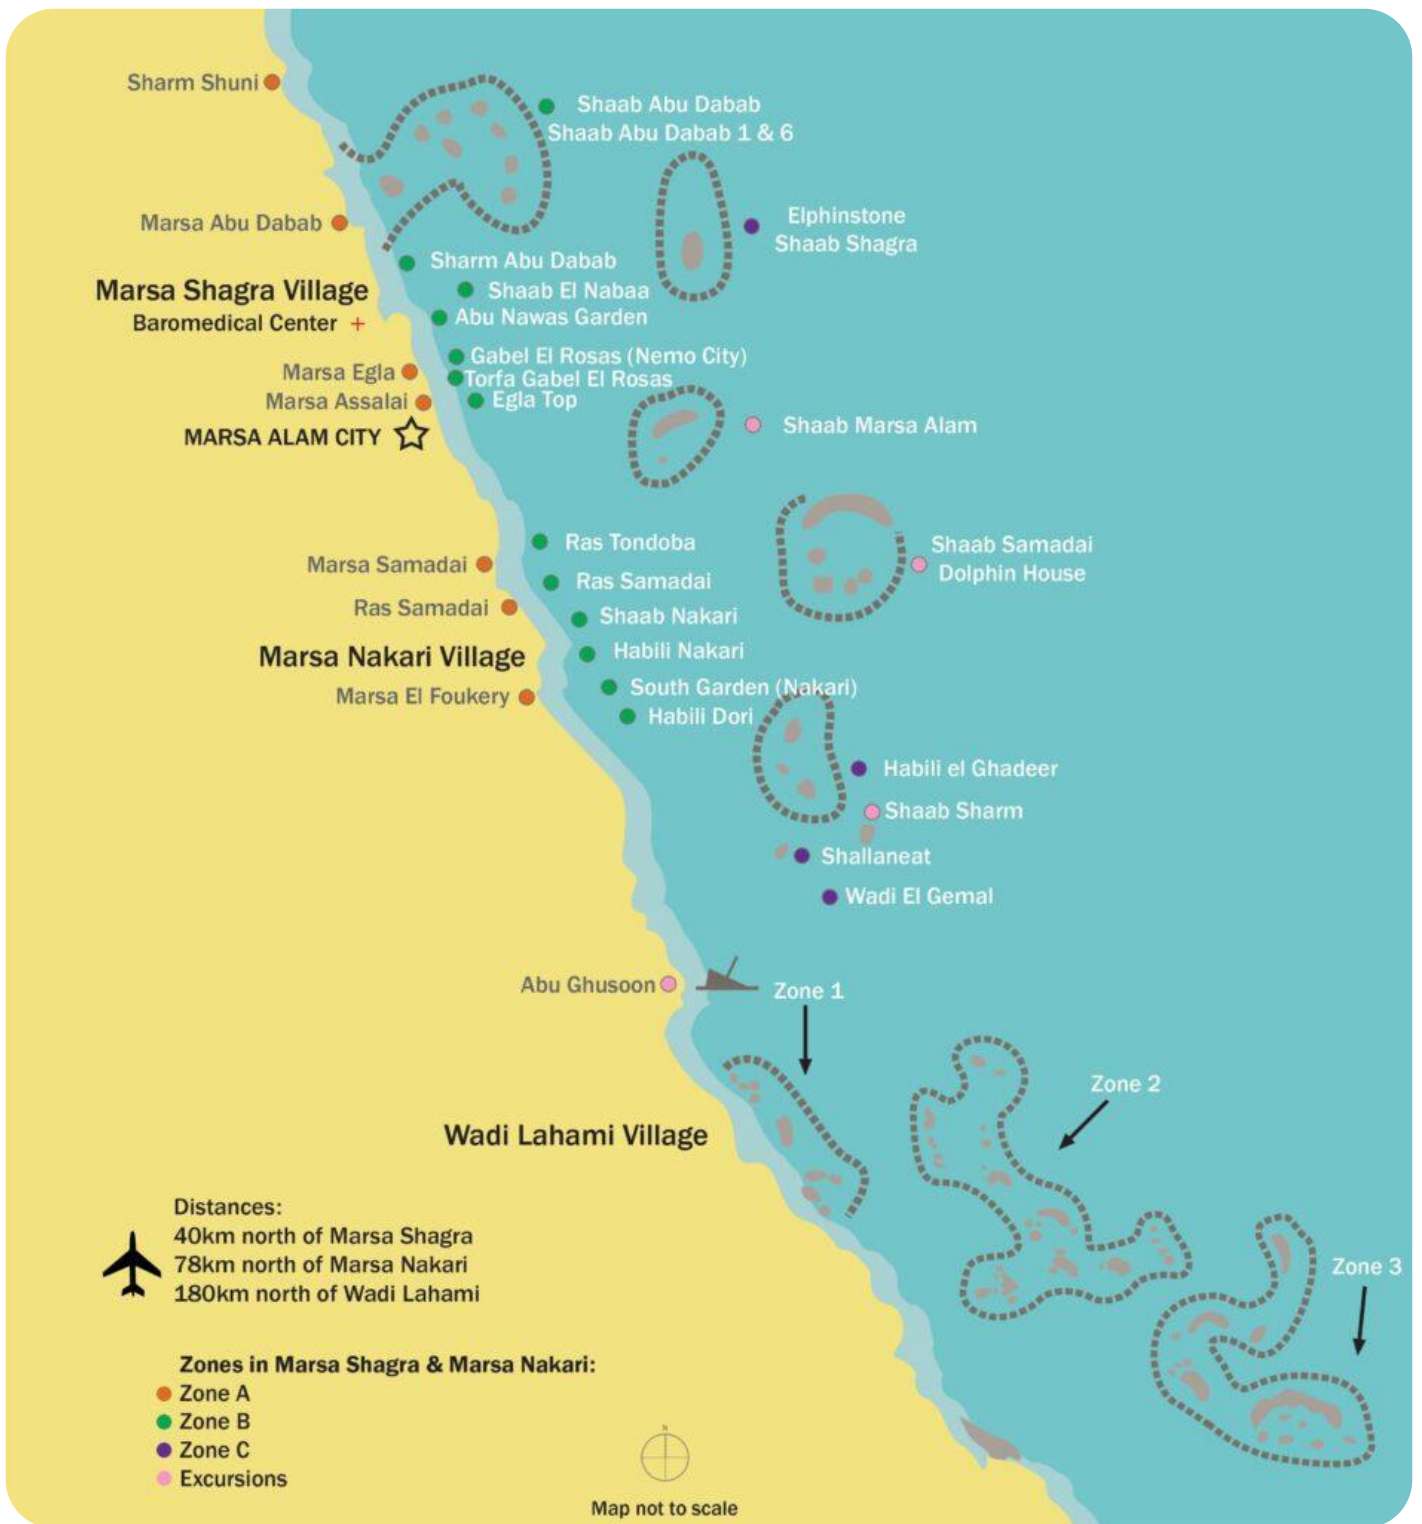 Sharm Shuni
Shaab Abu Dabab
Shaab Abu Dabab 1 & 6
Marsa Abu Dabab
Elphinstone
Shaab Shagra
Sharm Abu Dabab
Marsa Shagra Village
Shaab El Nabaa
Baromedical Center +
Abu Nawas Garden
Gabel El Rosas (Nemo City)
Marsa Egla
Torfa Gabel El Rosas
Marsa Assalai
Egla Top
MARSA ALAM CITY
Shaab Marsa Alam
Ras Tondoba
Shaab Samadai
Dolphin House
Marsa Samadai
Ras Samadai
Ras Samadai
Shaab Nakari
Marsa Nakari Village
Habili Nakari
Marsa El Foukery
South Garden (Nakari)
Habili Dori
Habili el Ghadeer
Shaab Sharm
Shallaneat
Wadi El Gemal
Abu Ghusoon
Zone 1
Zone 2
Wadi Lahami Village
Zone 3
Distances:
40km north of Marsa Shagra
78km north of Marsa Nakari
180km north of Wadi Lahami
Zones in Marsa Shagra & Marsa Nakari:
Zone A
Zone B
Zone C
Excursions
N
Map not to scale